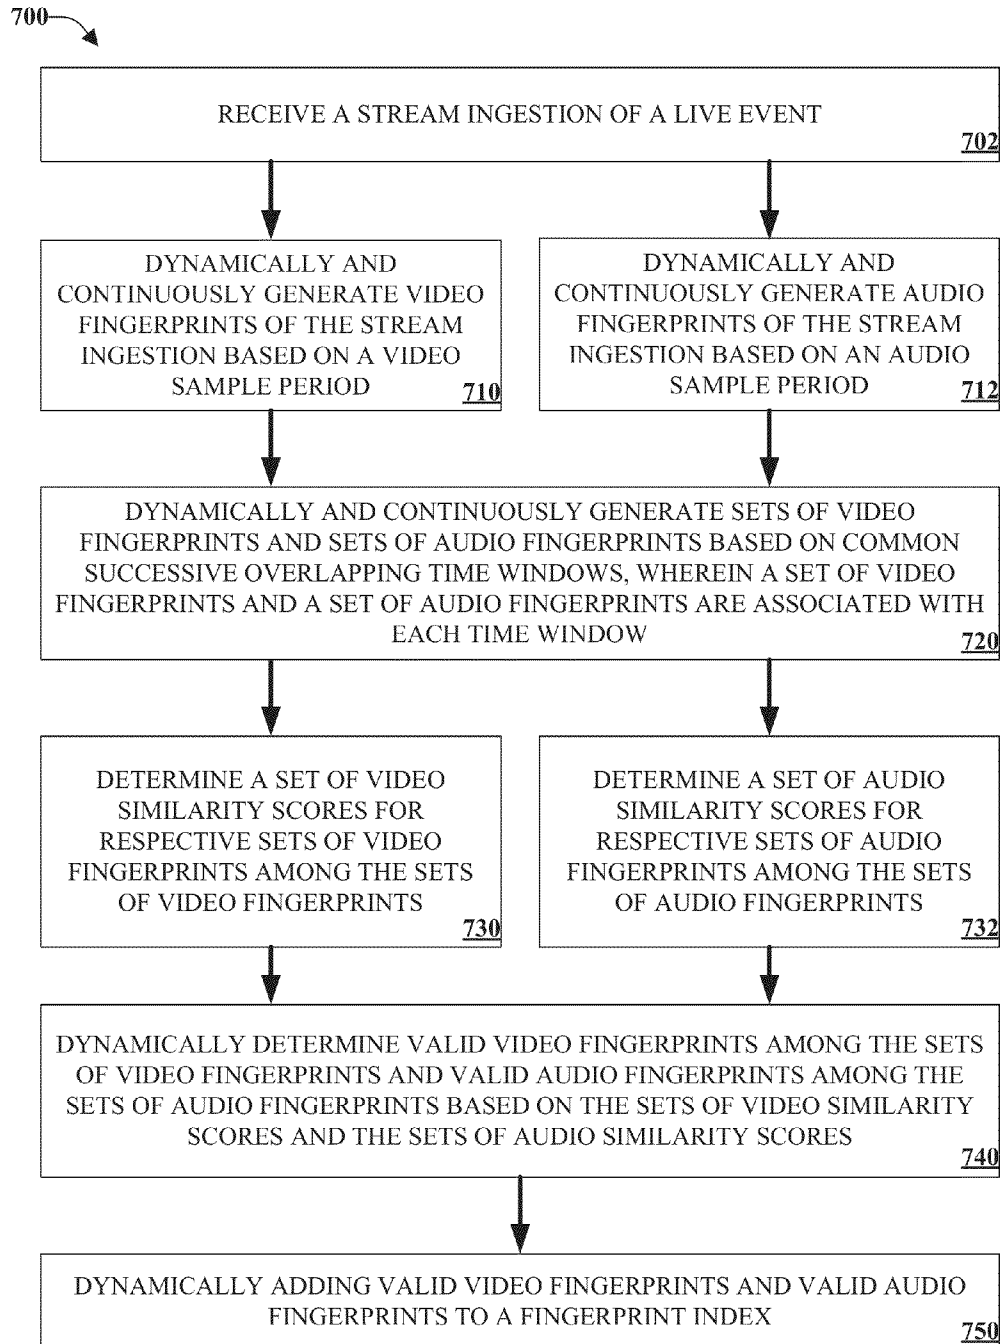 700
RECEIVE A STREAM INGESTION OF A LIVE EVENT
702
DYNAMICALLY AND
CONTINUOUSLY GENERATE VIDEO
FINGERPRINTS OF THE STREAM
INGESTION BASED ON A VIDEO
SAMPLE PERIOD
710
DYNAMICALLY AND
CONTINUOUSLY GENERATE AUDIO
FINGERPRINTS OF THE STREAM
INGESTION BASED ON AN AUDIO
SAMPLE PERIOD
712
DYNAMICALLY AND CONTINUOUSLY GENERATE SETS OF VIDEO
FINGERPRINTS AND SETS OF AUDIO FINGERPRINTS BASED ON COMMON
SUCCESSIVE OVERLAPPING TIME WINDOWS, WHEREIN A SET OF VIDEO
FINGERPRINTS AND A SET OF AUDIO FINGERPRINTS ARE ASSOCIATED WITH
EACH TIME WINDOW
720
DETERMINE A SET OF VIDEO
SIMILARITY SCORES FOR
RESPECTIVE SETS OF VIDEO
FINGERPRINTS AMONG THE SETS
OF VIDEO FINGERPRINTS
730
DETERMINE A SET OF AUDIO
SIMILARITY SCORES FOR
RESPECTIVE SETS OF AUDIO
FINGERPRINTS AMONG THE SETS
OF AUDIO FINGERPRINTS
732
DYNAMICALLY DETERMINE VALID VIDEO FINGERPRINTS AMONG THE SETS
OF VIDEO FINGERPRINTS AND VALID AUDIO FINGERPRINTS AMONG THE
SETS OF AUDIO FINGERPRINTS BASED ON THE SETS OF VIDEO SIMILARITY
SCORES AND THE SETS OF AUDIO SIMILARITY SCORES
740
DYNAMICALLY ADDING VALID VIDEO FINGERPRINTS AND VALID AUDIO
FINGERPRINTS TO A FINGERPRINT INDEX
750